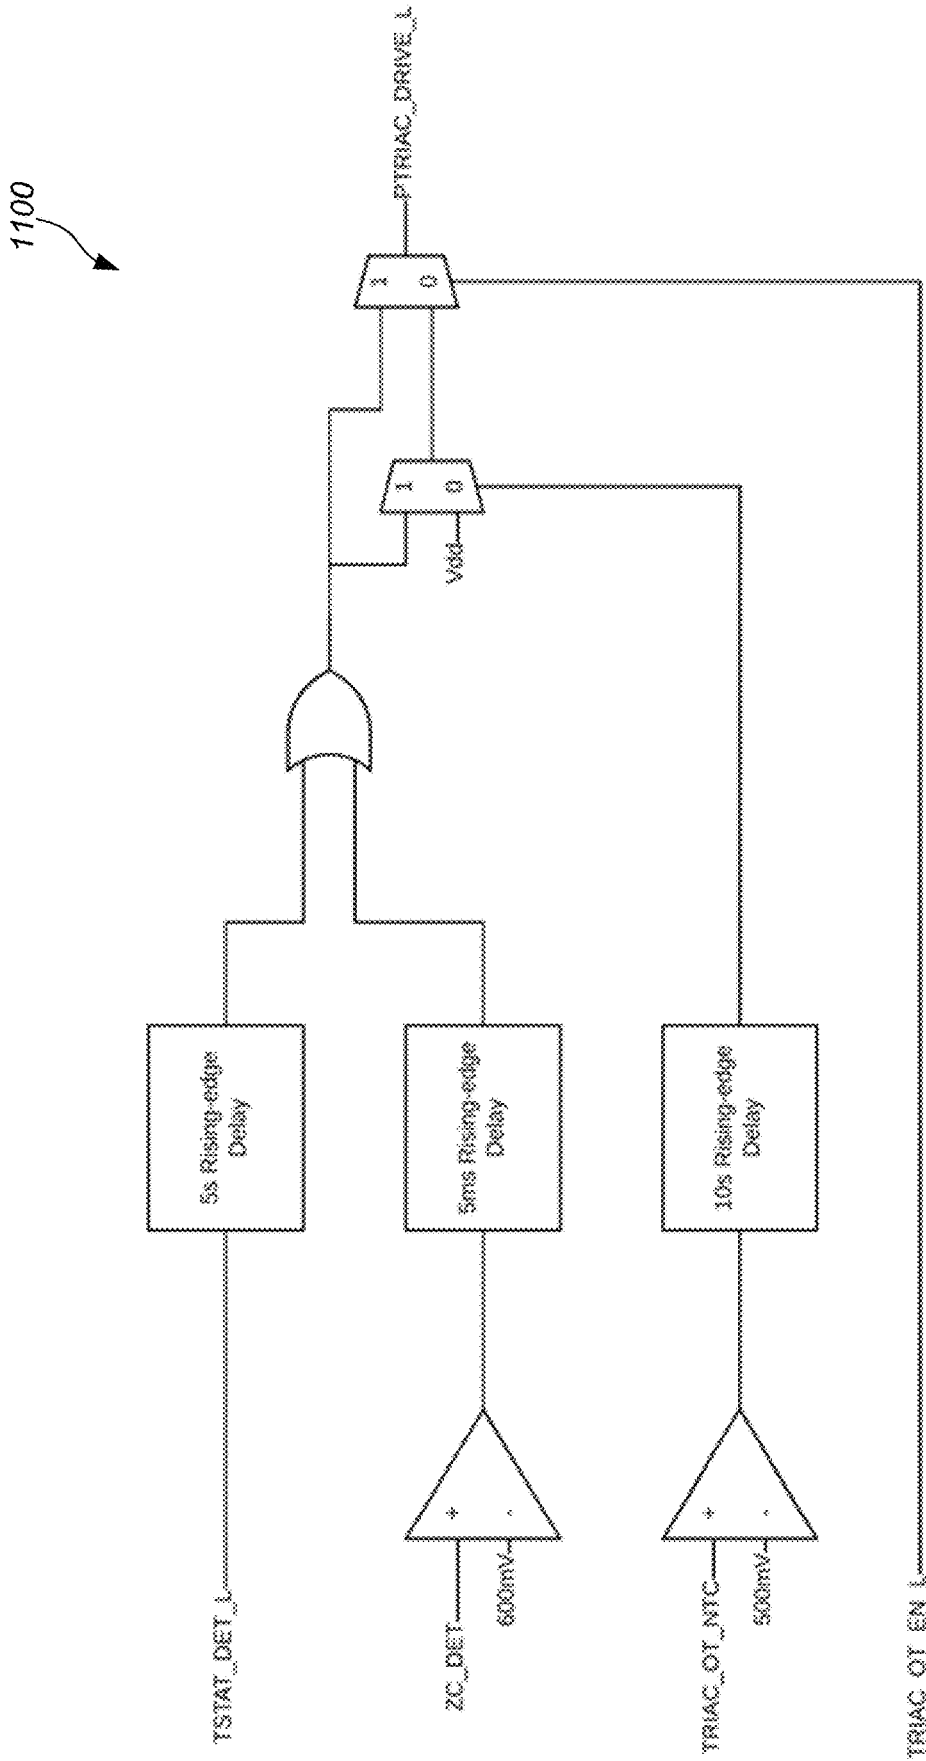 1100
TSTAT_DET_L
5s Rising-edge
Delay
ZC_DET
600mV
+
-
5ms Rising-edge
Delay
TRIAC_OT_NTC
500mV
+
-
10s Rising-edge
Delay
TRIAC_OT_EN_L
Vdd
1
0
1
0
PTRIAC_DRIVE_L